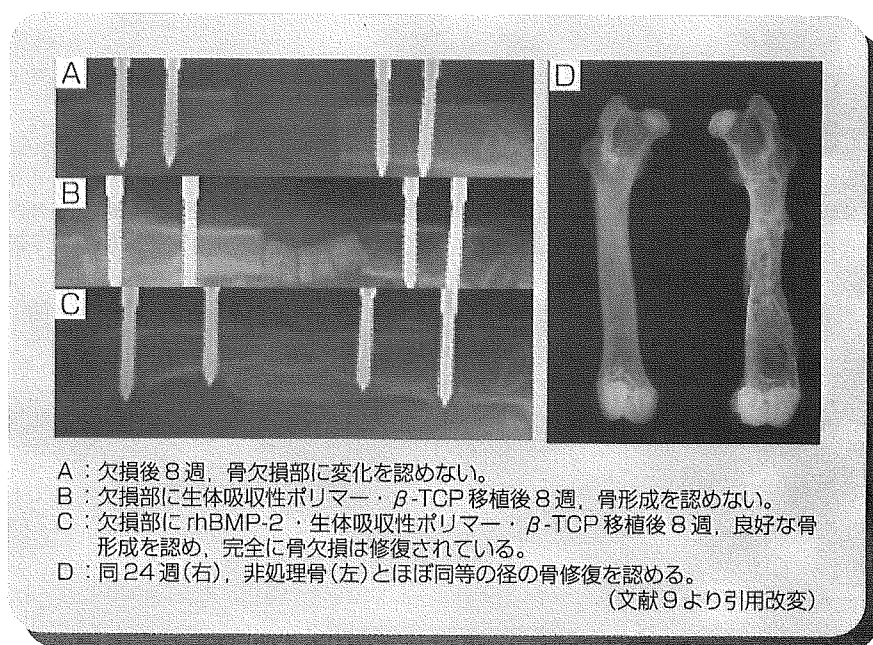 A
B
C
D
A：欠損後8週，骨欠損部に変化を認めない。
B：欠損部に生体吸収性ポリマー・β-TCP移植後8週，骨形成を認めない。
C：欠損部にrhBMP-2・生体吸収性ポリマー・β-TCP移植後8週，良好な骨
形成を認め，完全に骨欠損は修復されている。
D：同24週(右)，非処理骨(左)とほぼ同等の径の骨修復を認める。
(文献9より引用改変)